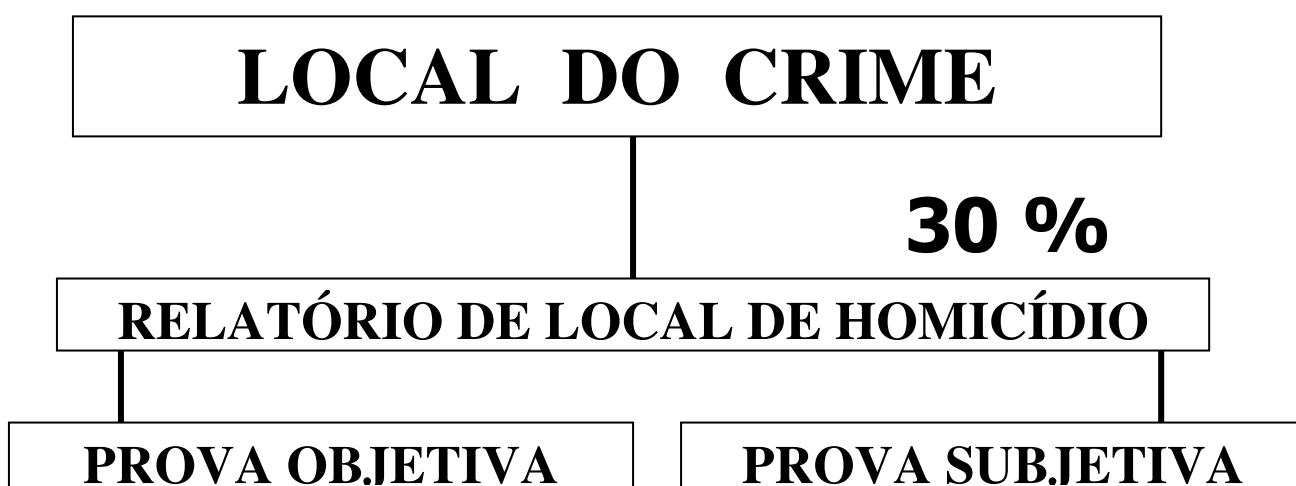 LOCAL DO CRIME
30 %
RELATÓRIO DE LOCAL DE HOMICÍDIO
PROVA OBJETIVA
PROVA SUBJETIVA